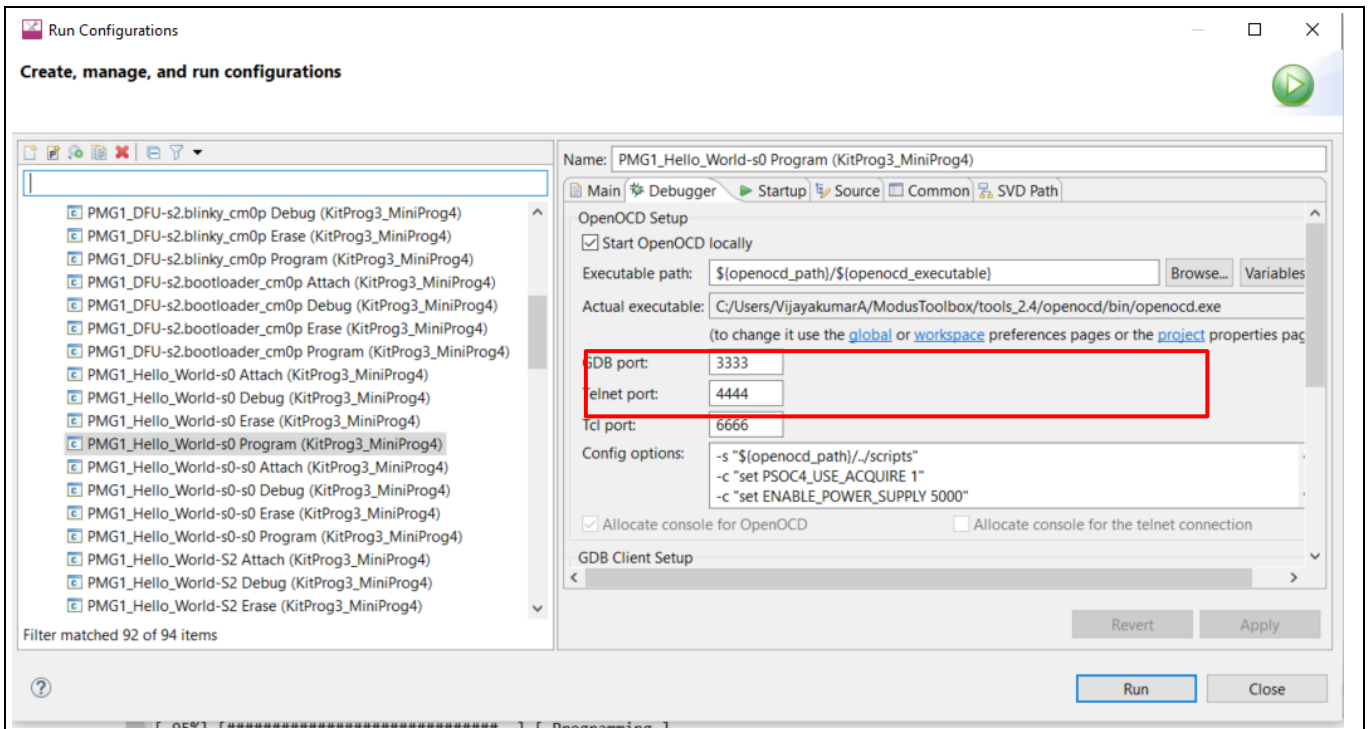 Run Configurations
Create, manage, and run configurations
PMG1_DFU-s2.blinky_cm0p Debug (KitProg3_MiniProg4)
PMG1_DFU-s2.blinky_cm0p Erase (KitProg3_MiniProg4)
PMG1_DFU-s2.blinky_cm0p Program (KitProg3_MiniProg4)
PMG1_DFU-s2.bootloader_cm0p Attach (KitProg3_MiniProg4)
PMG1_DFU-s2.bootloader_cm0p Debug (KitProg3_MiniProg4)
PMG1_DFU-s2.bootloader_cm0p Erase (KitProg3_MiniProg4)
PMG1_DFU-s2.bootloader_cm0p Program (KitProg3_MiniProg4)
PMG1_Hello_World-s0 Attach (KitProg3_MiniProg4)
PMG1_Hello_World-s0 Debug (KitProg3_MiniProg4)
PMG1_Hello_World-s0 Erase (KitProg3_MiniProg4)
PMG1_Hello_World-s0 Program (KitProg3_MiniProg4)
PMG1_Hello_World-s0-s0 Attach (KitProg3_MiniProg4)
PMG1_Hello_World-s0-s0 Debug (KitProg3_MiniProg4)
PMG1_Hello_World-s0-s0 Erase (KitProg3_MiniProg4)
PMG1_Hello_World-s0-s0 Program (KitProg3_MiniProg4)
PMG1_Hello_World-S2 Attach (KitProg3_MiniProg4)
PMG1_Hello_World-S2 Debug (KitProg3_MiniProg4)
PMG1_Hello_World-S2 Erase (KitProg3_MiniProg4)
Filter matched 92 of 94 items
Name: PMG1_Hello_World-s0 Program (KitProg3_MiniProg4)
Main Debugger Startup Source Common SVD Path
OpenOCD Setup
Start OpenOCD locally
Executable path: ${openocd_path}/${openocd_executable} Browse... Variables
Actual executable: C:/Users/VijayakumarA/ModusToolbox/tools_2.4/openocd/bin/openocd.exe
(to change it use the global or workspace preferences pages or the project properties pag
GDB port: 3333
Telnet port: 4444
Tcl port: 6666
Config options: -s "${openocd_path}/../scripts"
-c "set PSOC4_USE_ACQUIRE 1"
-c "set ENABLE_POWER_SUPPLY 5000"
Allocate console for OpenOCD Allocate console for the telnet connection
GDB Client Setup
Revert Apply
Run Close